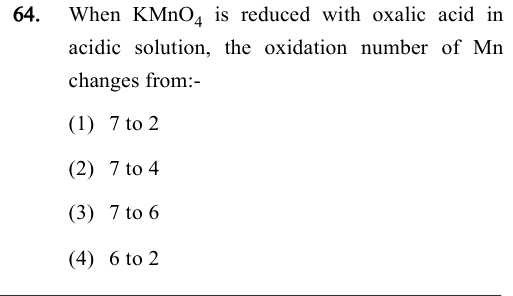 64. When KMnO₄ is reduced with oxalic acid in
acidic solution, the oxidation number of Mn
changes from:-
(1) 7 to 2
(2) 7 to 4
(3) 7 to 6
(4) 6 to 2